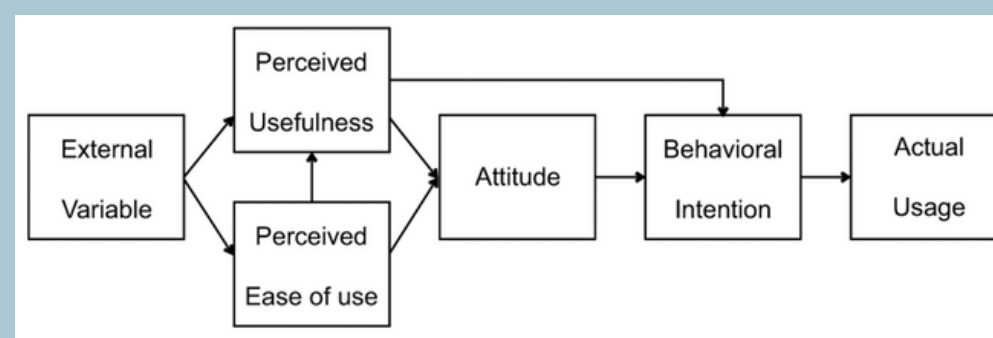 Perceived
Usefulness
External
Variable
Perceived
Ease of use
Attitude
Behavioral
Intention
Actual
Usage